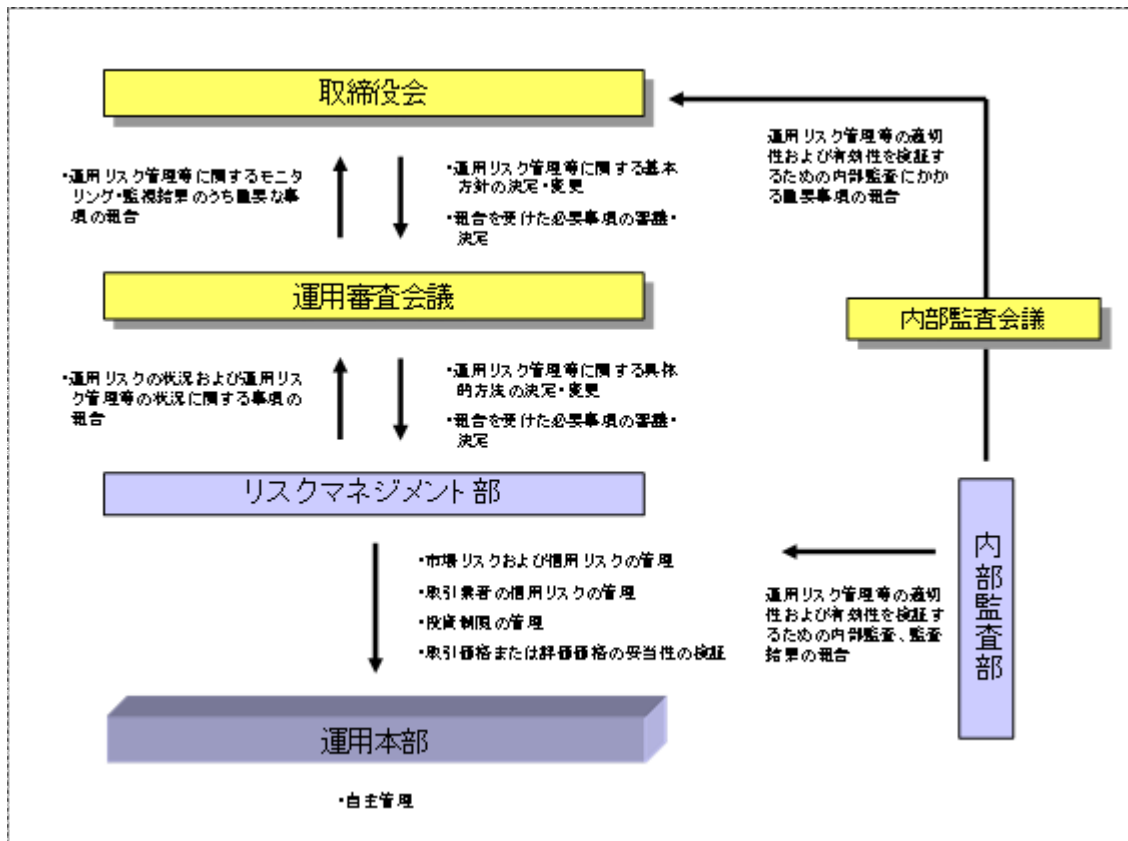 取締役会
・運用リスク管理等に関するモニタ
リング・監視結果のうち重要な事
項の報告
・運用リスク管理等に関する基本
方針の決定・変更
・報告を受けた必要事項の審議・
決定
運用リスク管理等の適切
性および有効性を検証す
るための内部監査にかか
る重要事項の報告
運用審査会議
内部監査会議
・運用リスクの状況および運用リス
ク管理等の状況に関する事項の
報告
・運用リスク管理等に関する具体
的方法の決定・変更
・報告を受けた必要事項の審議・
決定
リスクマネジメント部
・市場リスクおよび信用リスクの管理
・取引業者の信用リスクの管理
・投資制限の管理
・取引価格または評価価格の妥当性の検証
運用リスク管理等の適切
性および有効性を検証す
るための内部監査、監査
結果の報告
内部監査部
運用本部
・自主管理